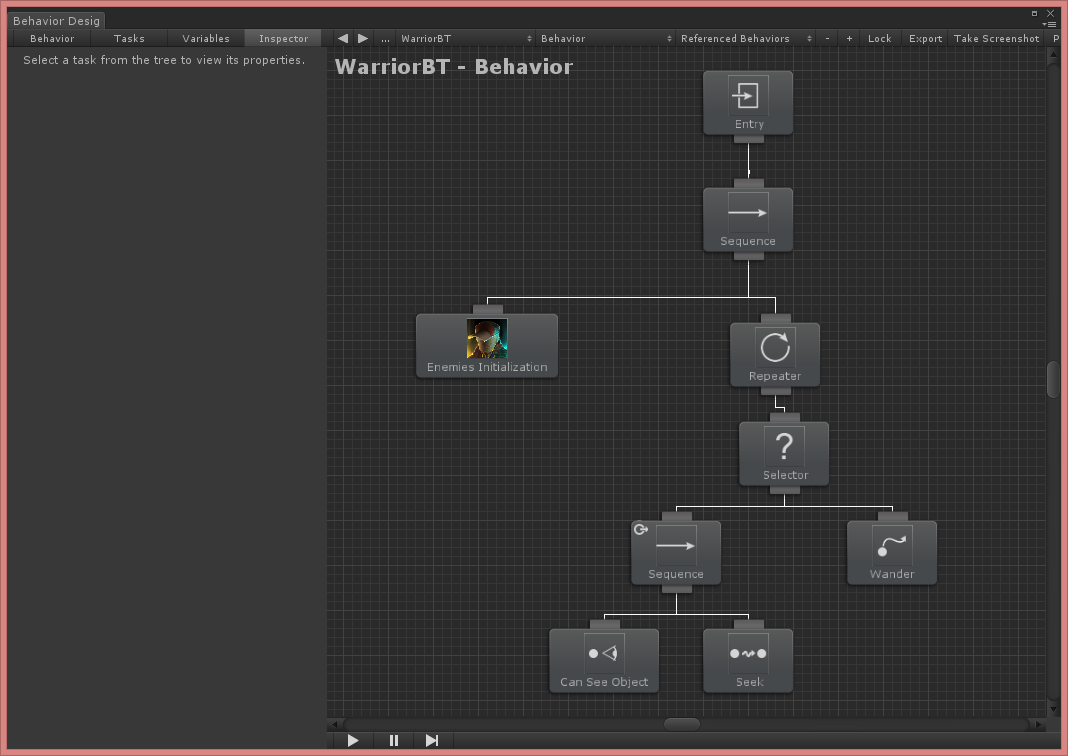 Behavior Desig
Behavior Tasks Variables Inspector ... WarriorBT Behavior Referenced Behaviors - + Lock Export Take Screenshot P
Select a task from the tree to view its properties.
WarriorBT - Behavior
Entry
Sequence
Enemies Initialization
Repeater
?
Selector
Sequence
Wander
Can See Object
Seek